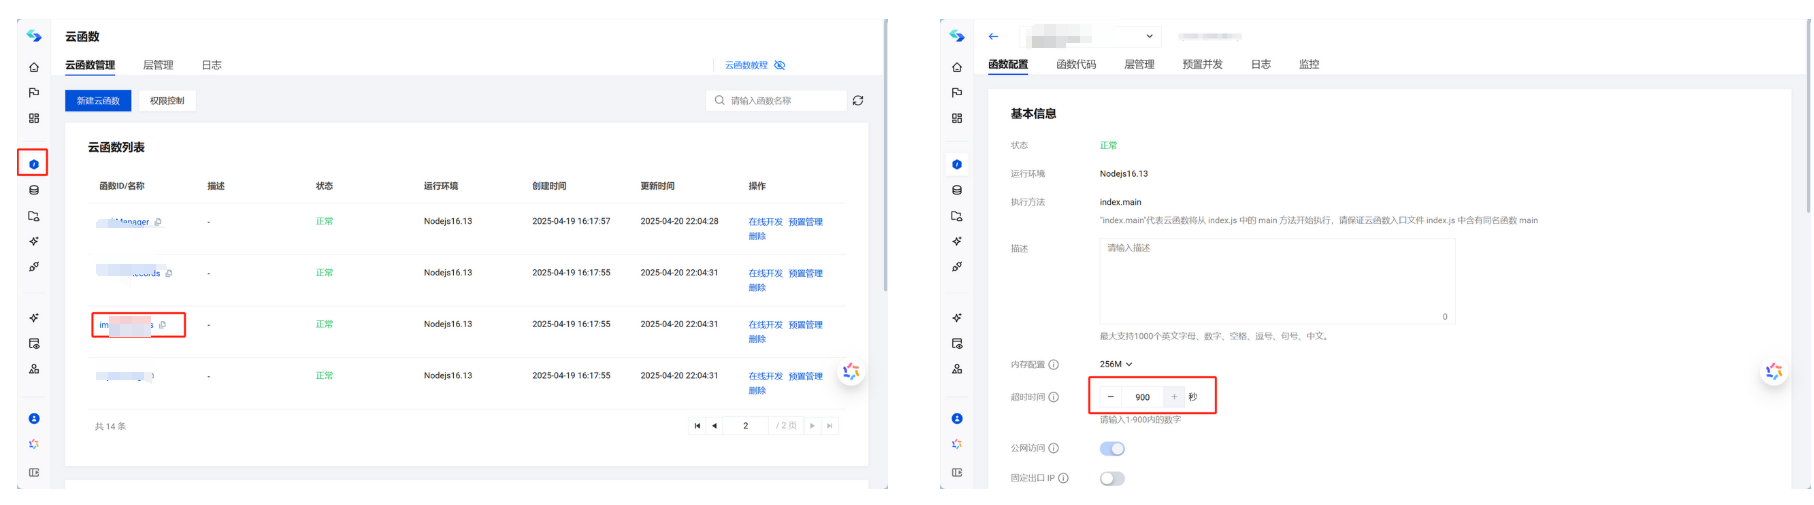 云函数
云函数管理 层管理 日志 云函数教程
新建云函数 权限控制 请输入函数名称
云函数列表
函数ID/名称 描述 状态 运行环境 创建时间 更新时间 操作
Manager - 正常 Nodejs16.13 2025-04-19 16:17:57 2025-04-20 22:04:28 在线开发 预置管理
删除
- 正常 Nodejs16.13 2025-04-19 16:17:55 2025-04-20 22:04:31 在线开发 预置管理
删除
im s - 正常 Nodejs16.13 2025-04-19 16:17:55 2025-04-20 22:04:31 在线开发 预置管理
删除
- 正常 Nodejs16.13 2025-04-19 16:17:55 2025-04-20 22:04:31 在线开发 预置管理
删除
共 14 条 2 / 2 页
函数配置 函数代码 层管理 预置并发 日志 监控
基本信息
状态 正常
运行环境 Nodejs16.13
执行方法 index.main
"index.main"代表云函数将从 index.js 中的 main 方法开始执行，请保证云函数入口文件 index.js 中含有同名函数 main
描述 请输入描述
0
最大支持1000个英文字母、数字、空格、逗号、句号、中文。
内存配置 256M
超时时间 － 900 + 秒
请输入1-900内的数字
公网访问
固定出口 IP